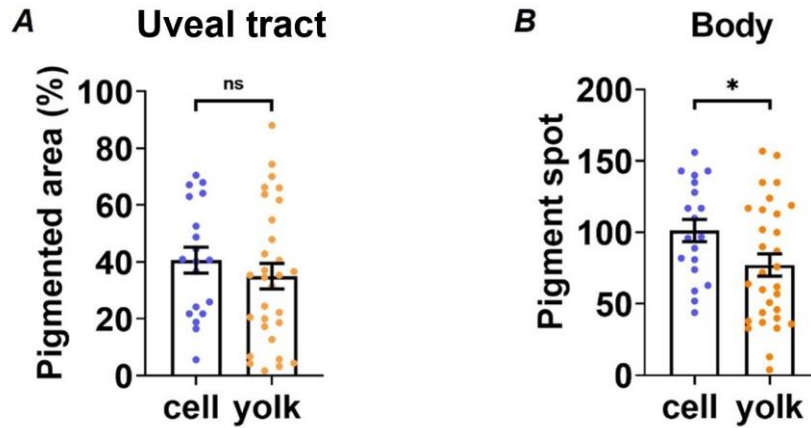 A Uveal tract
Pigmented area (%)
100
80
60
40
20
0
ns
cell yolk
B Body
Pigment spot
200
150
100
50
0
*
cell yolk